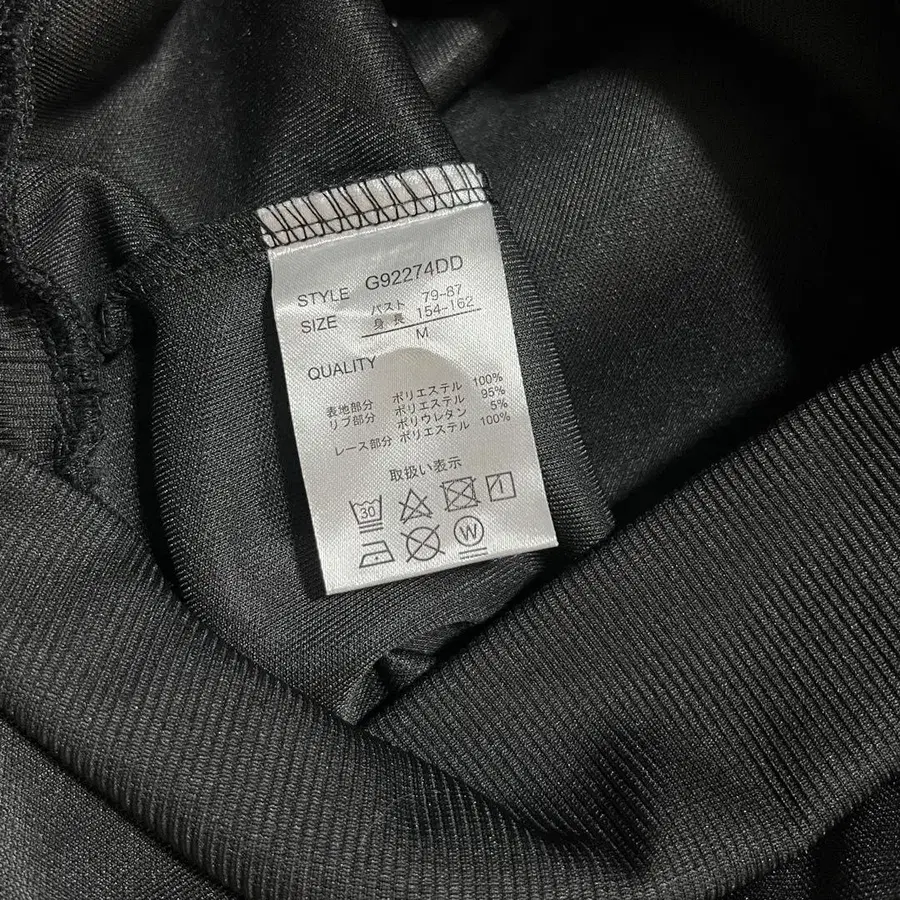 STYLE G92274DD
SIZE バスト 79-87
身長 154-162
M
QUALITY
表地部分 ポリエステル 100%
リブ部分 ポリエステル 95%
ポリウレタン 5%
レース部分 ポリエステル 100%
取扱い表示
30
W